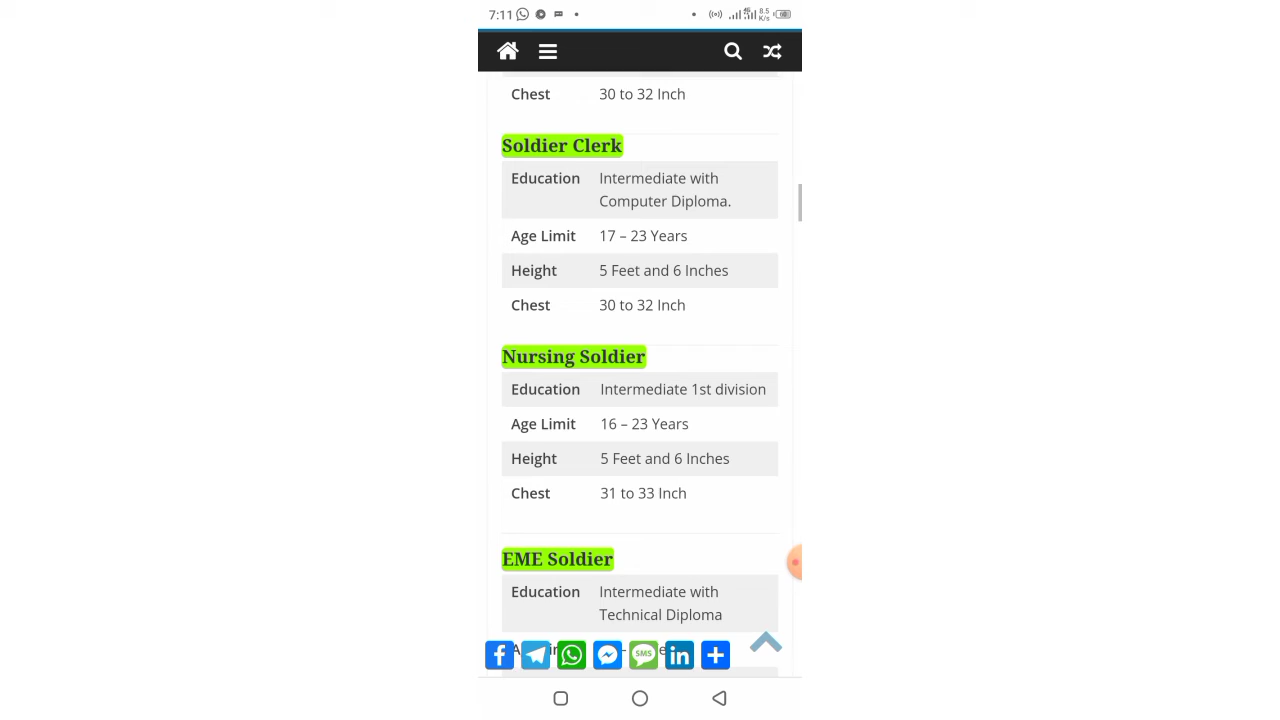 7:11
4G
8.5
K/s
Chest 30 to 32 Inch
Soldier Clerk
Education Intermediate with
Computer Diploma.
Age Limit 17 – 23 Years
Height 5 Feet and 6 Inches
Chest 30 to 32 Inch
Nursing Soldier
Education Intermediate 1st division
Age Limit 16 – 23 Years
Height 5 Feet and 6 Inches
Chest 31 to 33 Inch
EME Soldier
Education Intermediate with
Technical Diploma
SMS